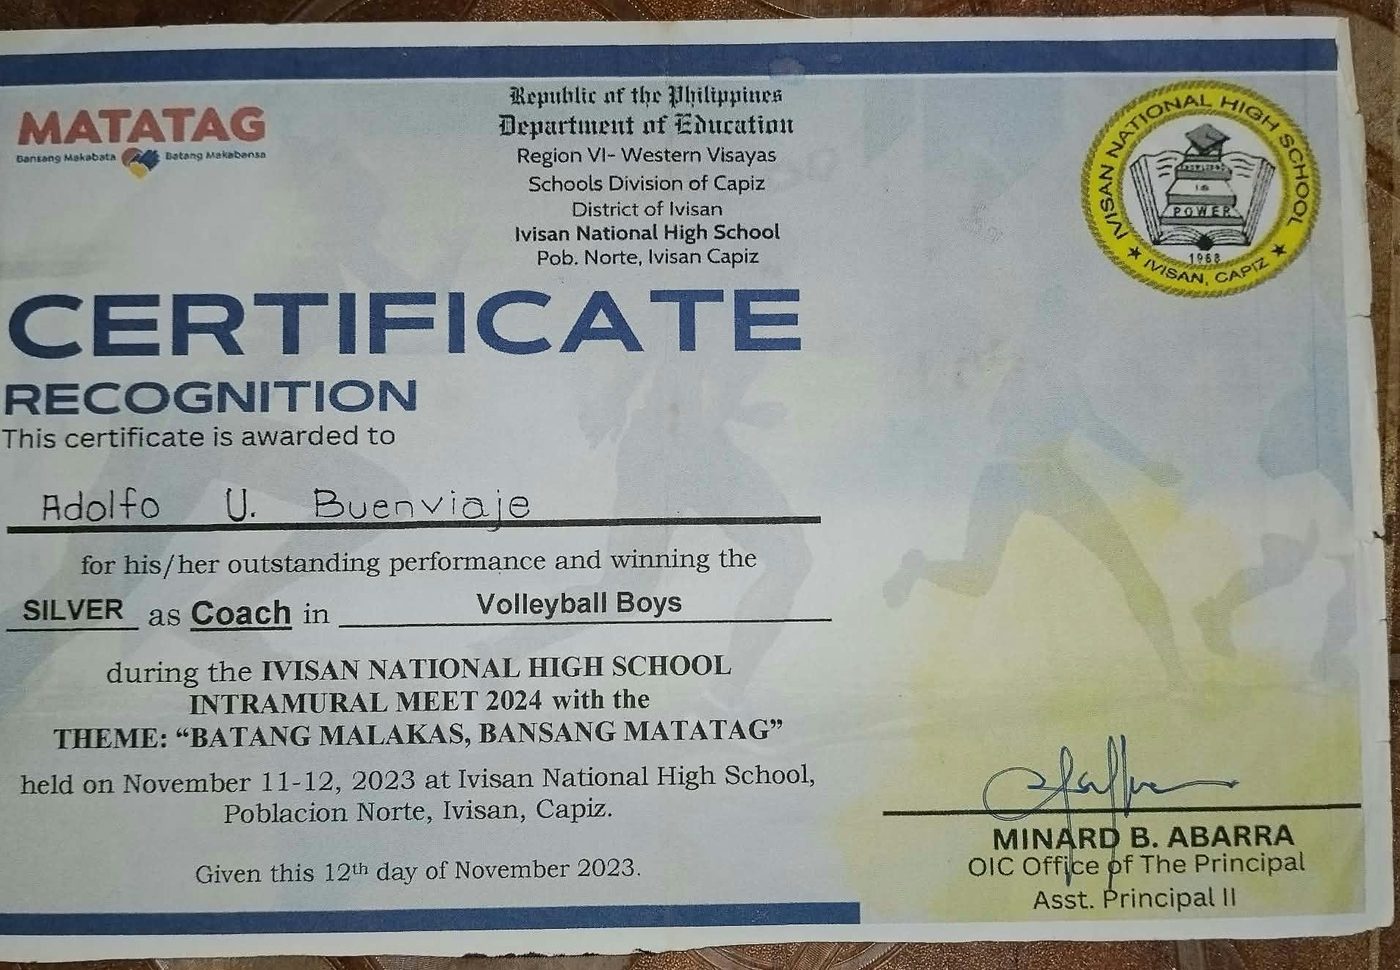 MATATAG
Bansang Makabata Batang Makabansa
Republic of the Philippines
Department of Education
Region VI- Western Visayas
Schools Division of Capiz
District of Ivisan
Ivisan National High School
Pob. Norte, Ivisan Capiz
IVISAN NATIONAL HIGH SCHOOL
KNOWLEDGE
IS
POWER
1968
★ IVISAN, CAPIZ ★
CERTIFICATE
RECOGNITION
This certificate is awarded to
Adolfo U. Buenviaje
for his/her outstanding performance and winning the
SILVER as Coach in Volleyball Boys
during the IVISAN NATIONAL HIGH SCHOOL
INTRAMURAL MEET 2024 with the
THEME: “BATANG MALAKAS, BANSANG MATATAG”
held on November 11-12, 2023 at Ivisan National High School,
Poblacion Norte, Ivisan, Capiz.
Given this 12th day of November 2023.
MINARD B. ABARRA
OIC Office of The Principal
Asst. Principal II